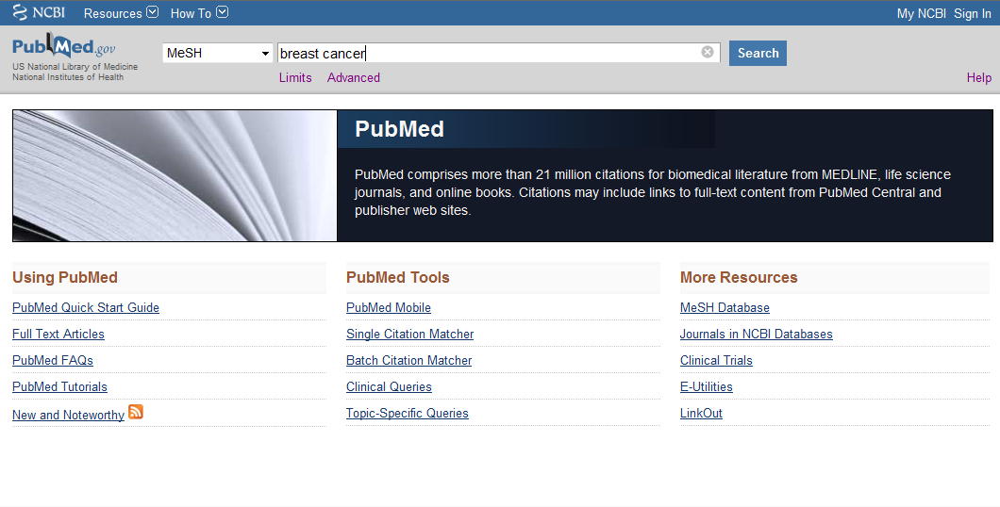 NCBI Resources How To My NCBI Sign In
PubMed.gov
US National Library of Medicine
National Institutes of Health
MeSH breast cancer Search
Limits Advanced Help
PubMed
PubMed comprises more than 21 million citations for biomedical literature from MEDLINE, life science
journals, and online books. Citations may include links to full-text content from PubMed Central and
publisher web sites.
Using PubMed
PubMed Quick Start Guide
Full Text Articles
PubMed FAQs
PubMed Tutorials
New and Noteworthy
PubMed Tools
PubMed Mobile
Single Citation Matcher
Batch Citation Matcher
Clinical Queries
Topic-Specific Queries
More Resources
MeSH Database
Journals in NCBI Databases
Clinical Trials
E-Utilities
LinkOut